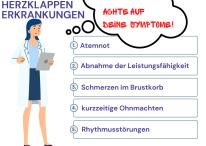 HERZKLAPPEN
ERKRANKUNGEN
ACHTE AUF
DEINE SYMPTOME!
1. Atemnot
2. Abnahme der Leistungsfähigkeit
3. Schmerzen im Brustkorb
4. kurzzeitige Ohnmachten
5. Rhythmusstörungen